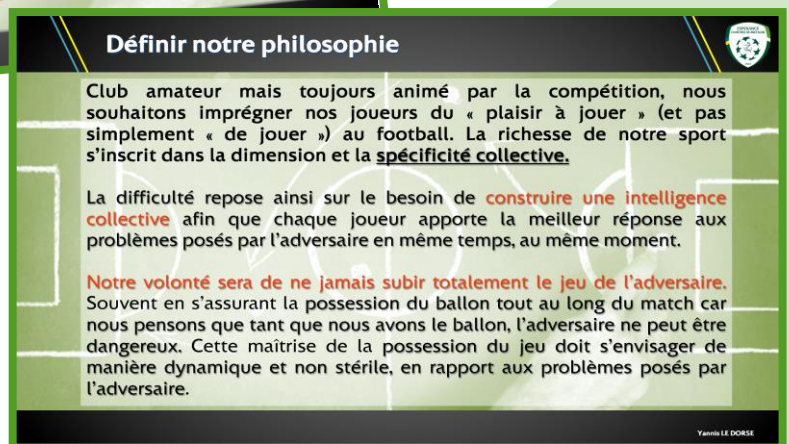 Définir notre philosophie
Club amateur mais toujours animé par la compétition, nous
souhaitons imprégner nos joueurs du « plaisir à jouer » (et pas
simplement « de jouer ») au football. La richesse de notre sport
s’inscrit dans la dimension et la spécificité collective.
La difficulté repose ainsi sur le besoin de construire une intelligence
collective afin que chaque joueur apporte la meilleur réponse aux
problèmes posés par l’adversaire en même temps, au même moment.
Notre volonté sera de ne jamais subir totalement le jeu de l’adversaire.
Souvent en s’assurant la possession du ballon tout au long du match car
nous pensons que tant que nous avons le ballon, l’adversaire ne peut être
dangereux. Cette maîtrise de la possession du jeu doit s’envisager de
manière dynamique et non stérile, en rapport aux problèmes posés par
l’adversaire.
Yannis LE DORSE